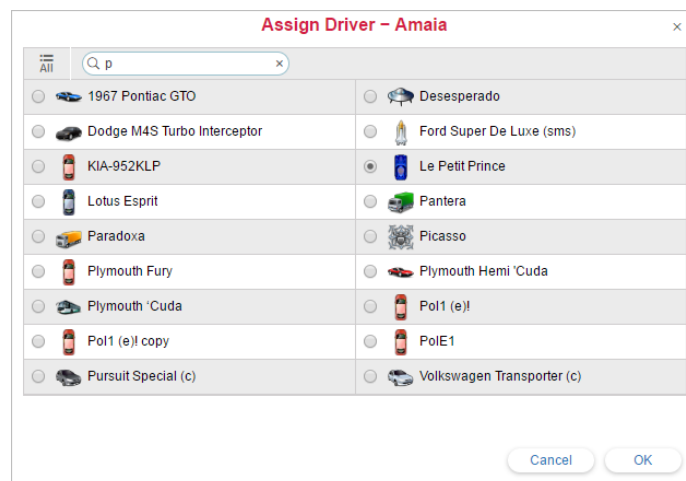 Assign Driver – Amaia
×
All
p
×
1967 Pontiac GTO
Desesperado
Dodge M4S Turbo Interceptor
Ford Super De Luxe (sms)
KIA-952KLP
Le Petit Prince
Lotus Esprit
Pantera
Paradoxa
Picasso
Plymouth Fury
Plymouth Hemi 'Cuda
Plymouth ‘Cuda
Pol1 (e)!
Pol1 (e)! copy
PolE1
Pursuit Special (c)
Volkswagen Transporter (c)
Cancel
OK